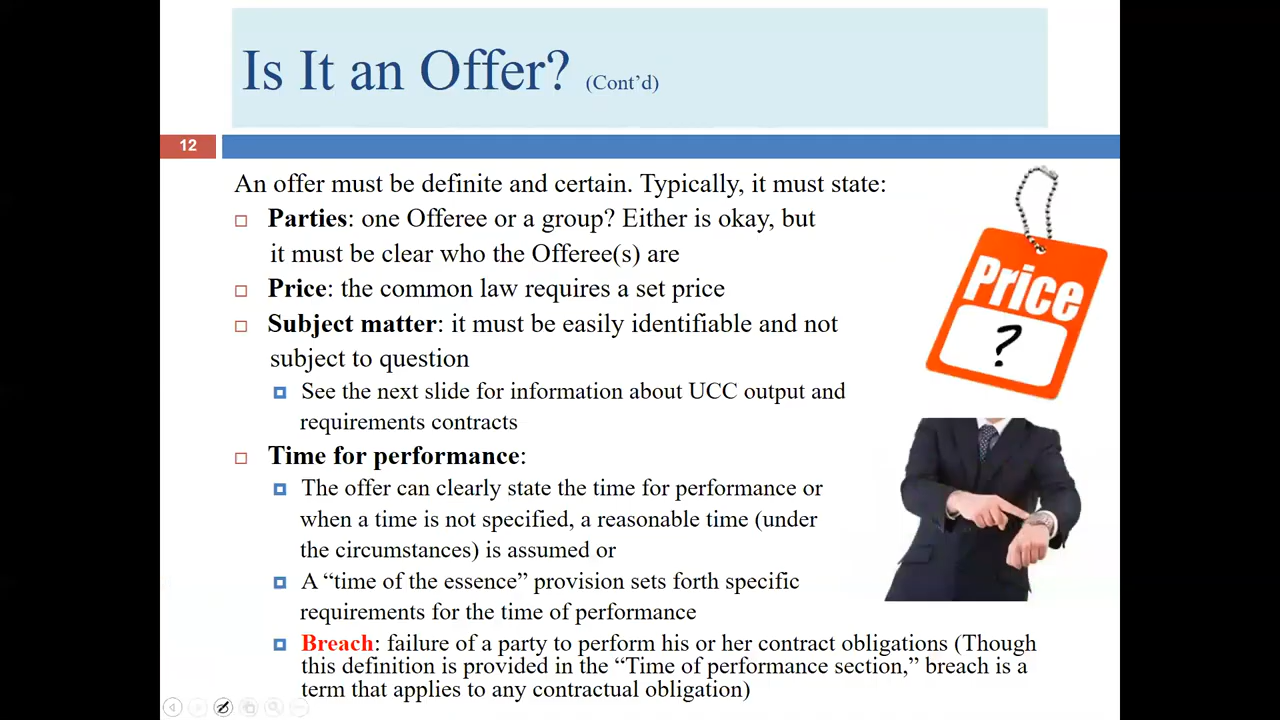 Is It an Offer? (Cont’d)
12
An offer must be definite and certain. Typically, it must state:
Parties: one Offeree or a group? Either is okay, but
it must be clear who the Offeree(s) are
Price: the common law requires a set price
Subject matter: it must be easily identifiable and not
subject to question
See the next slide for information about UCC output and
requirements contracts
Time for performance:
The offer can clearly state the time for performance or
when a time is not specified, a reasonable time (under
the circumstances) is assumed or
A “time of the essence” provision sets forth specific
requirements for the time of performance
Breach: failure of a party to perform his or her contract obligations (Though
this definition is provided in the “Time of performance section,” breach is a
term that applies to any contractual obligation)
Price
?